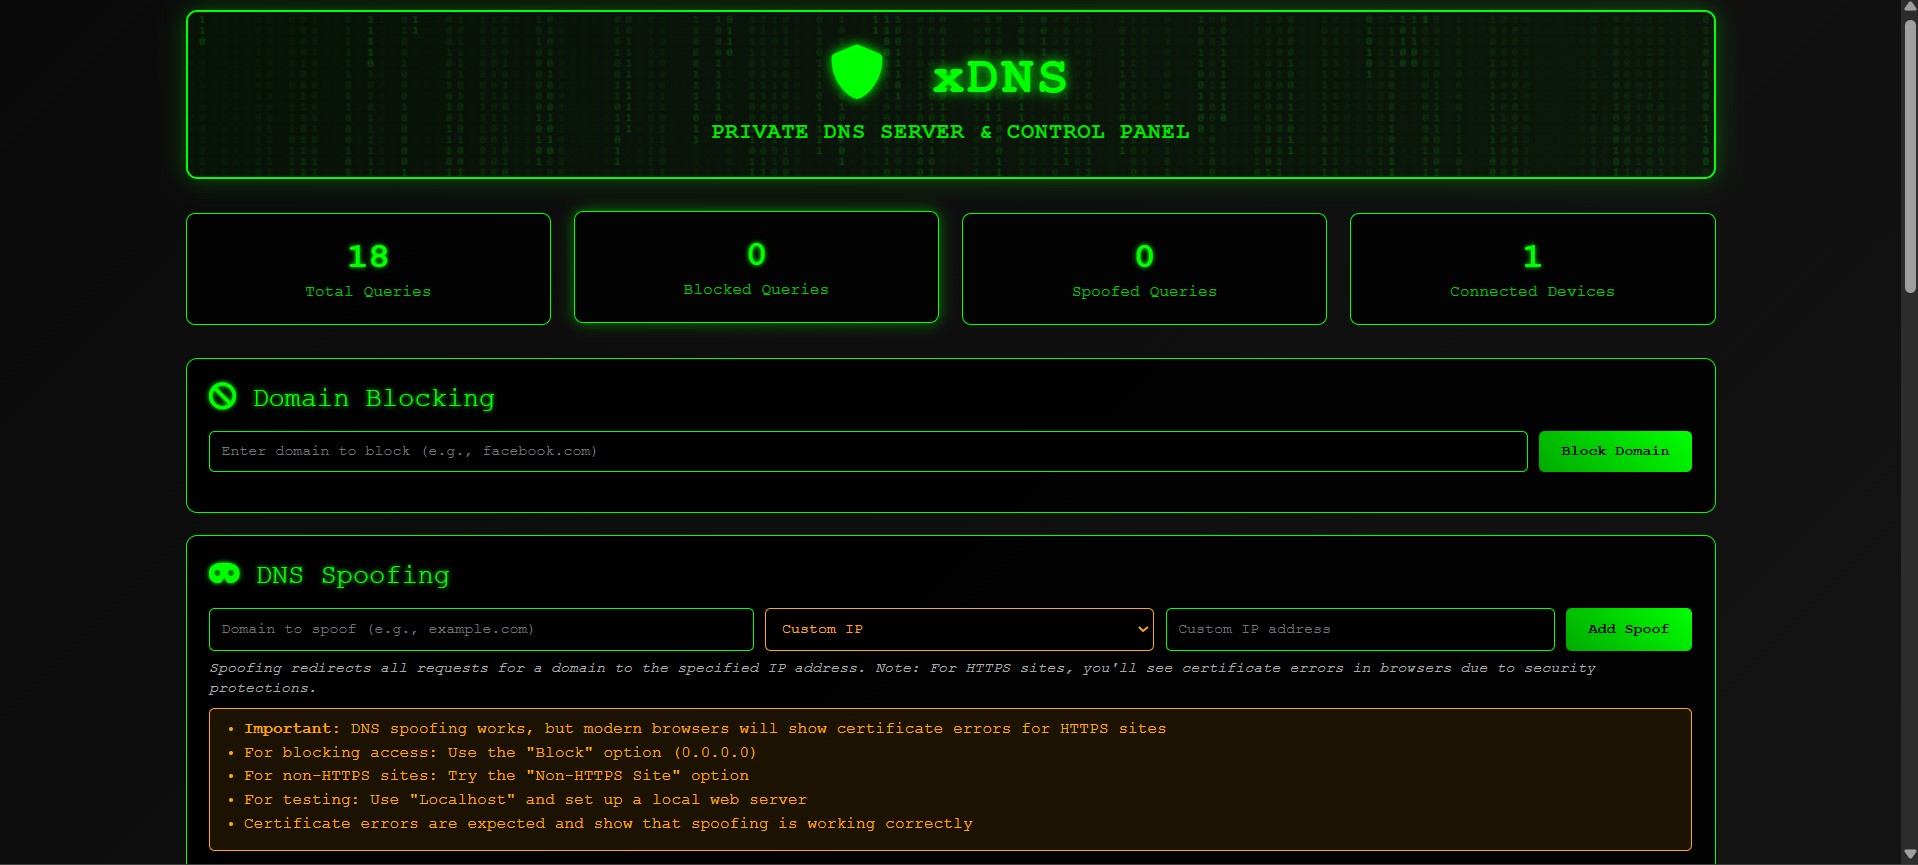 xDNS
PRIVATE DNS SERVER & CONTROL PANEL
18
Total Queries
0
Blocked Queries
0
Spoofed Queries
1
Connected Devices
Domain Blocking
Enter domain to block (e.g., facebook.com)
Block Domain
DNS Spoofing
Domain to spoof (e.g., example.com)
Custom IP
Custom IP address
Add Spoof
Spoofing redirects all requests for a domain to the specified IP address. Note: For HTTPS sites, you'll see certificate errors in browsers due to security
protections.
• Important: DNS spoofing works, but modern browsers will show certificate errors for HTTPS sites
• For blocking access: Use the "Block" option (0.0.0.0)
• For non-HTTPS sites: Try the "Non-HTTPS Site" option
• For testing: Use "Localhost" and set up a local web server
• Certificate errors are expected and show that spoofing is working correctly